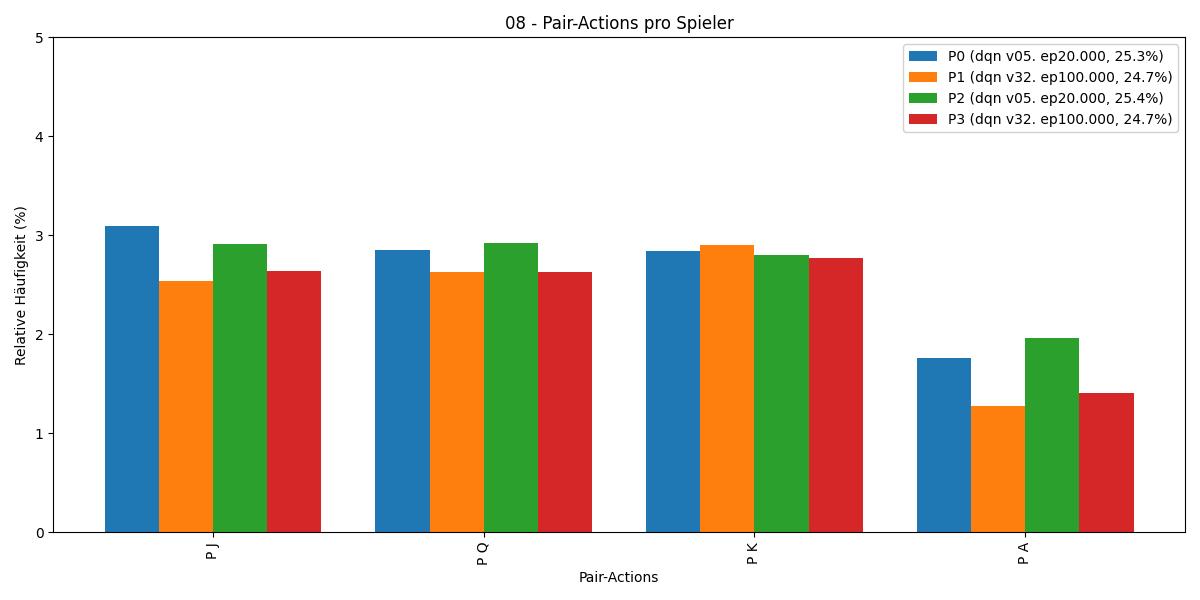 08 - Pair-Actions pro Spieler
P0 (dqn v05. ep20.000, 25.3%)
P1 (dqn v32. ep100.000, 24.7%)
P2 (dqn v05. ep20.000, 25.4%)
P3 (dqn v32. ep100.000, 24.7%)
Relative Häufigkeit (%)
5
4
3
2
1
0
P J
P Q
P K
P A
Pair-Actions